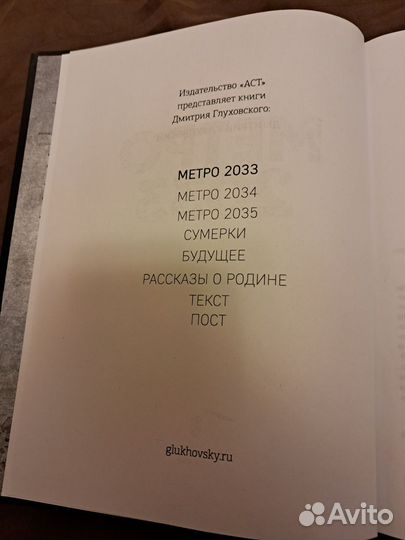 Издательство «АСТ»
представляет книги
Дмитрия Глуховского:
МЕТРО 2033
МЕТРО 2034
МЕТРО 2035
СУМЕРКИ
БУДУЩЕЕ
РАССКАЗЫ О РОДИНЕ
ТЕКСТ
ПОСТ
glukhovsky.ru
Avito